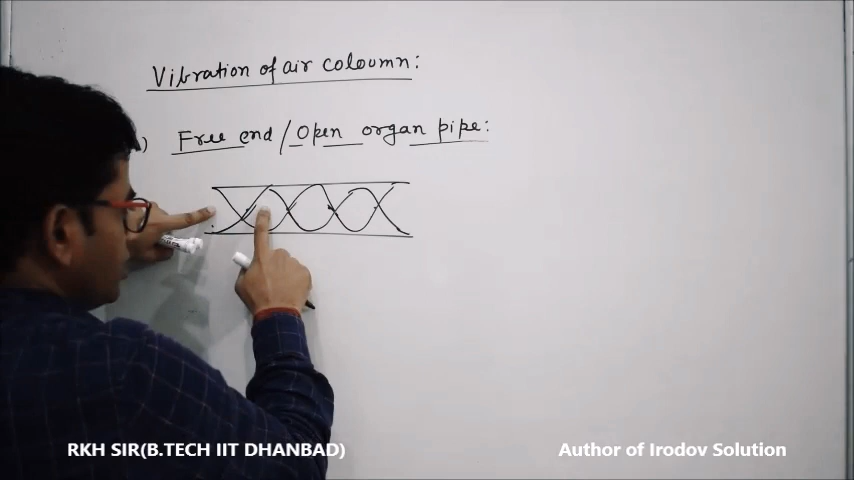 Vibration of air coloumn:
) Free end / Open organ pipe:
RKH SIR(B.TECH IIT DHANBAD)
Author of Irodov Solution